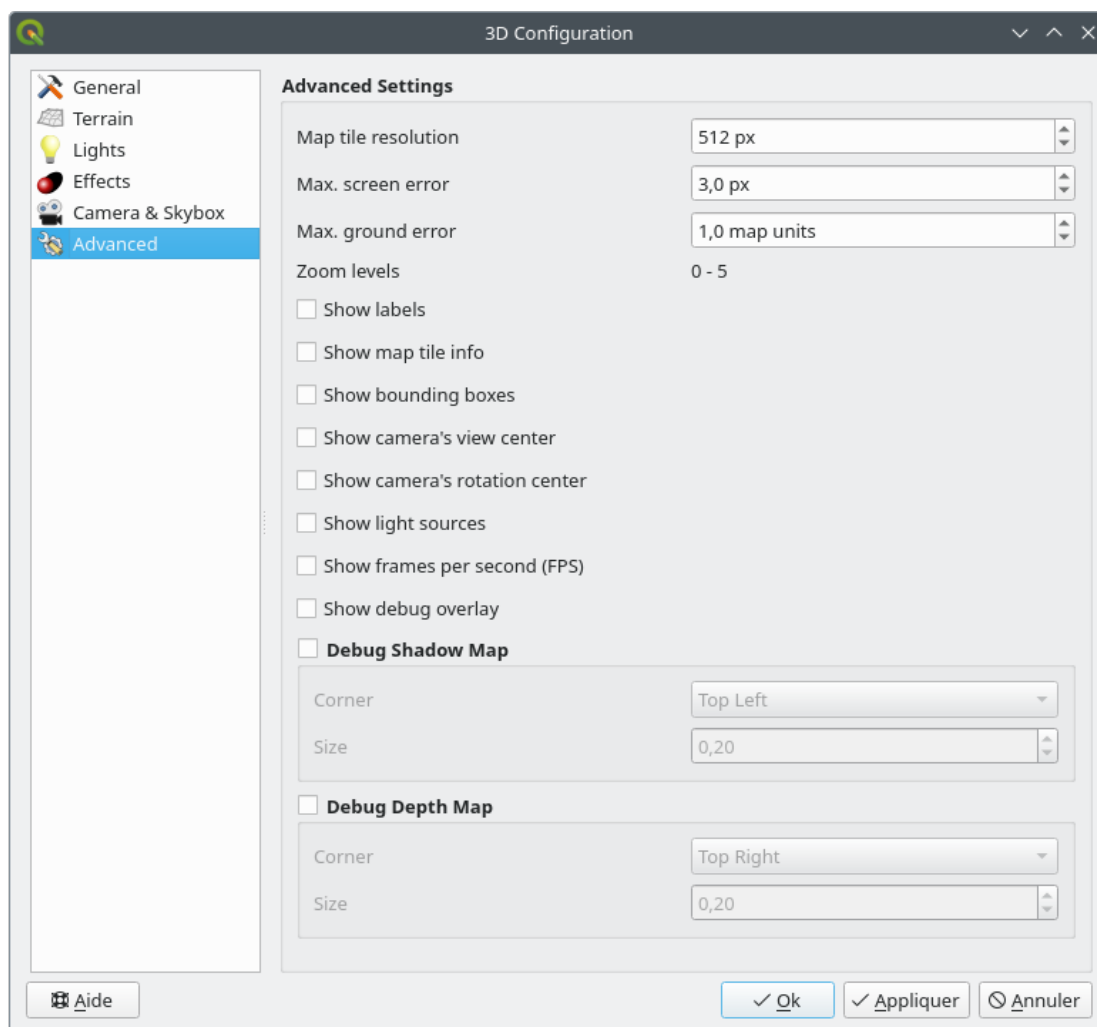 3D Configuration
General
Terrain
Lights
Effects
Camera & Skybox
Advanced
Advanced Settings
Map tile resolution 512 px
Max. screen error 3,0 px
Max. ground error 1,0 map units
Zoom levels 0 - 5
Show labels
Show map tile info
Show bounding boxes
Show camera's view center
Show camera's rotation center
Show light sources
Show frames per second (FPS)
Show debug overlay
Debug Shadow Map
Corner Top Left
Size 0,20
Debug Depth Map
Corner Top Right
Size 0,20
Aide Ok Appliquer Annuler